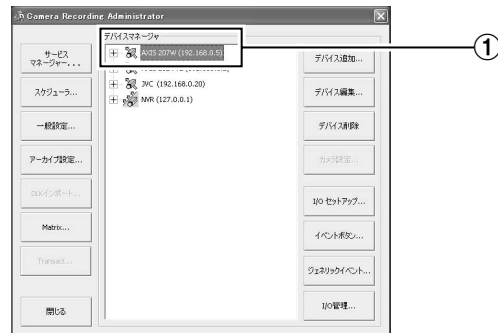 Camera Recording Administrator
デバイスマネージャ
AXIS 207W (192.168.0.5)
JVC (192.168.0.20)
NVR (127.0.0.1)
サービス
マネージャー...
スケジューラ...
一般設定...
アーカイブ設定...
DLKインポート...
Matrix...
Transact...
閉じる
デバイス追加...
デバイス編集...
デバイス削除
カメラ設定...
I/O セットアップ...
イベントボタン...
ジェネリックイベント...
I/O管理...
①